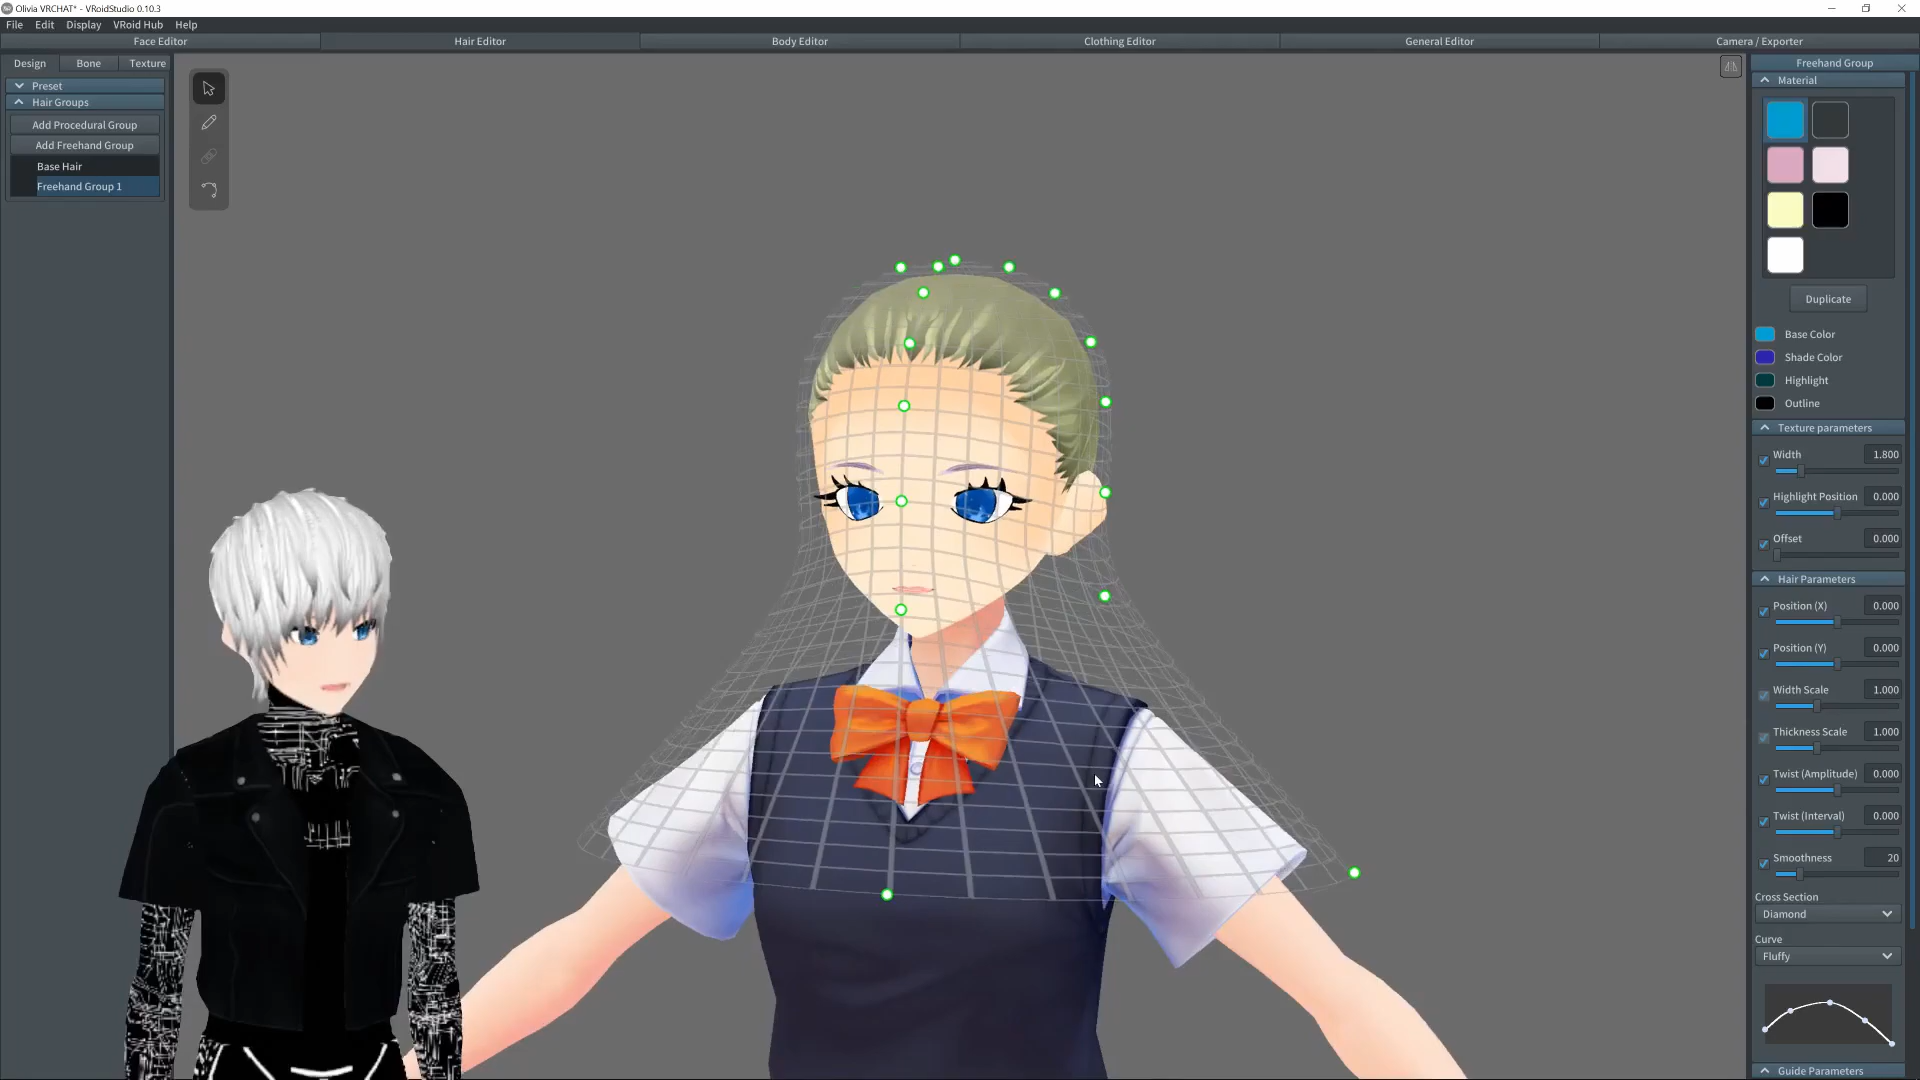 Olivia VRCHAT* - VRoidStudio 0.10.3
File Edit Display VRoid Hub Help
Face Editor Hair Editor Body Editor Clothing Editor General Editor Camera / Exporter
Design Bone Texture
Preset
Hair Groups
Add Procedural Group
Add Freehand Group
Base Hair
Freehand Group 1
Freehand Group
Material
Duplicate
Base Color
Shade Color
Highlight
Outline
Texture parameters
Width 1.800
Highlight Position 0.000
Offset 0.000
Hair Parameters
Position (X) 0.000
Position (Y) 0.000
Width Scale 1.000
Thickness Scale 1.000
Twist (Amplitude) 0.000
Twist (Interval) 0.000
Smoothness 20
Cross Section
Diamond
Curve
Fluffy
Guide Parameters